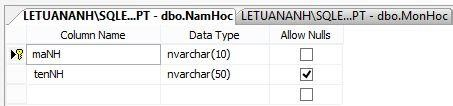 LETUANANH\SQLE...PT - dbo.NamHoc LETUANANH\SQLE...PT - dbo.MonHoc
Column Name Data Type Allow Nulls
maNH nvarchar(10)
tenNH nvarchar(50)